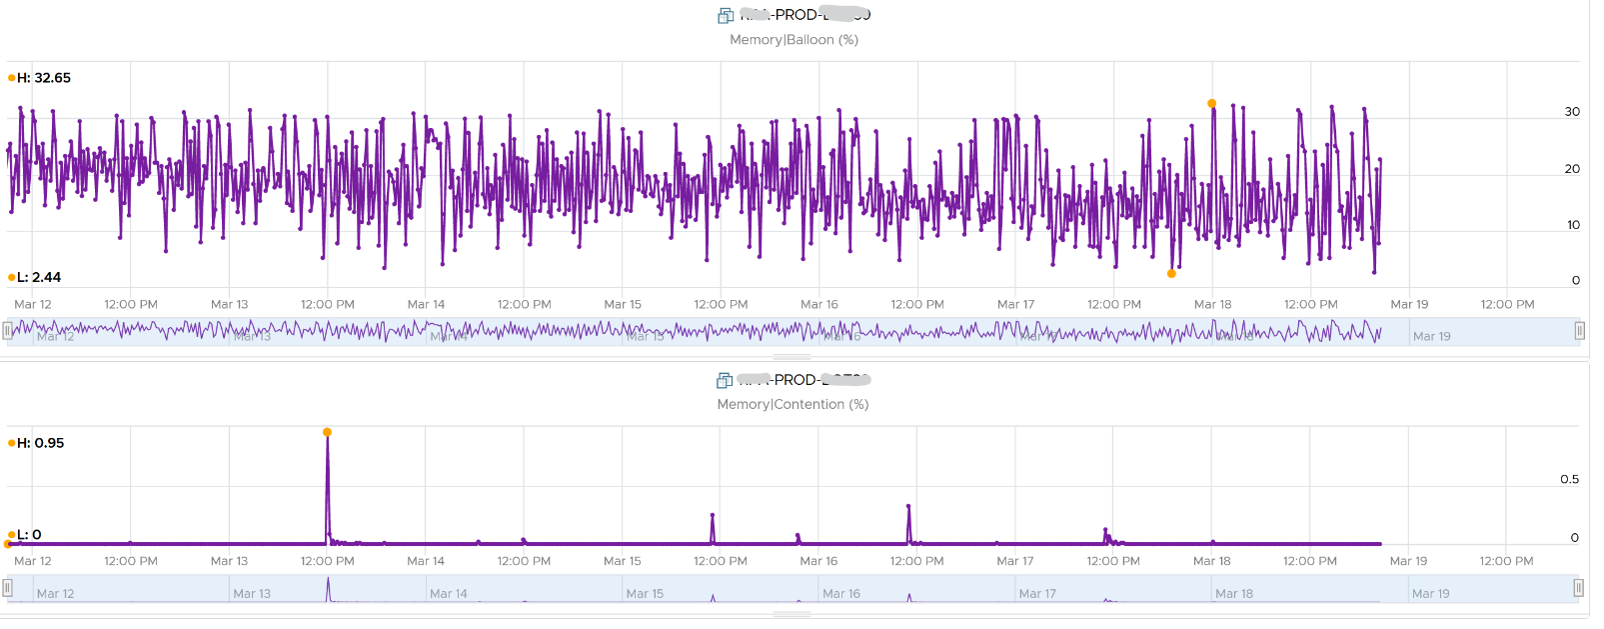 -PROD-
Memory|Balloon (%)
H: 32.65
30
20
10
L: 2.44
0
Mar 12 12:00 PM Mar 13 12:00 PM Mar 14 12:00 PM Mar 15 12:00 PM Mar 16 12:00 PM Mar 17 12:00 PM Mar 18 12:00 PM Mar 19 12:00 PM
Mar 12 Mar 13 Mar 14 Mar 15 Mar 16 Mar 17 Mar 18 Mar 19
-PROD-
Memory|Contention (%)
H: 0.95
0.5
L: 0
0
Mar 12 12:00 PM Mar 13 12:00 PM Mar 14 12:00 PM Mar 15 12:00 PM Mar 16 12:00 PM Mar 17 12:00 PM Mar 18 12:00 PM Mar 19 12:00 PM
Mar 12 Mar 13 Mar 14 Mar 15 Mar 16 Mar 17 Mar 18 Mar 19